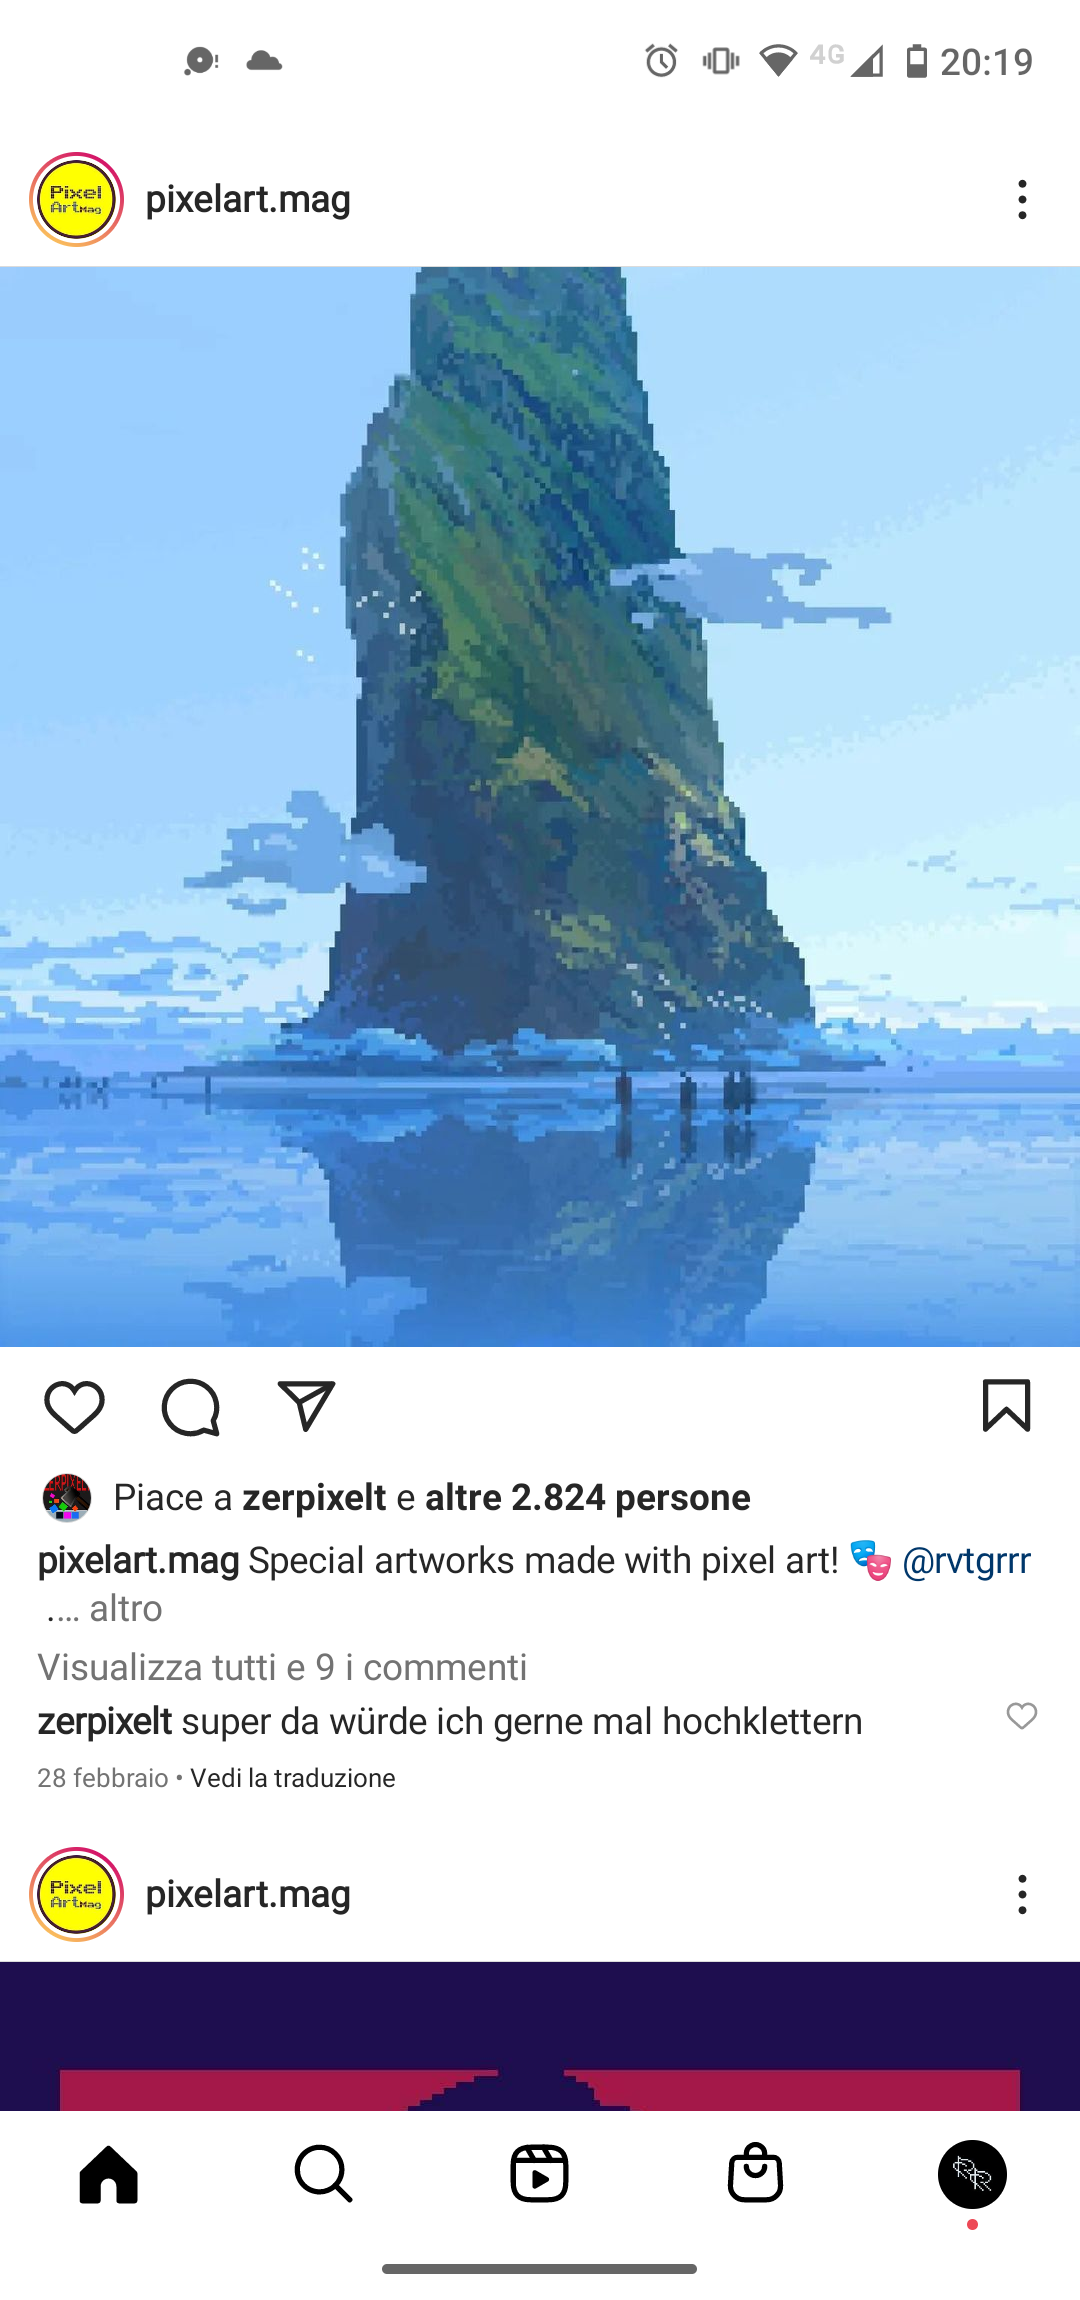 4G 20:19
Pixel
ArtMag
pixelart.mag
Piace a zerpixelt e altre 2.824 persone
pixelart.mag Special artworks made with pixel art! 🎭 @rvtgrrr
.... altro
Visualizza tutti e 9 i commenti
zerpixelt super da würde ich gerne mal hochklettern
28 febbraio • Vedi la traduzione
Pixel
ArtMag
pixelart.mag